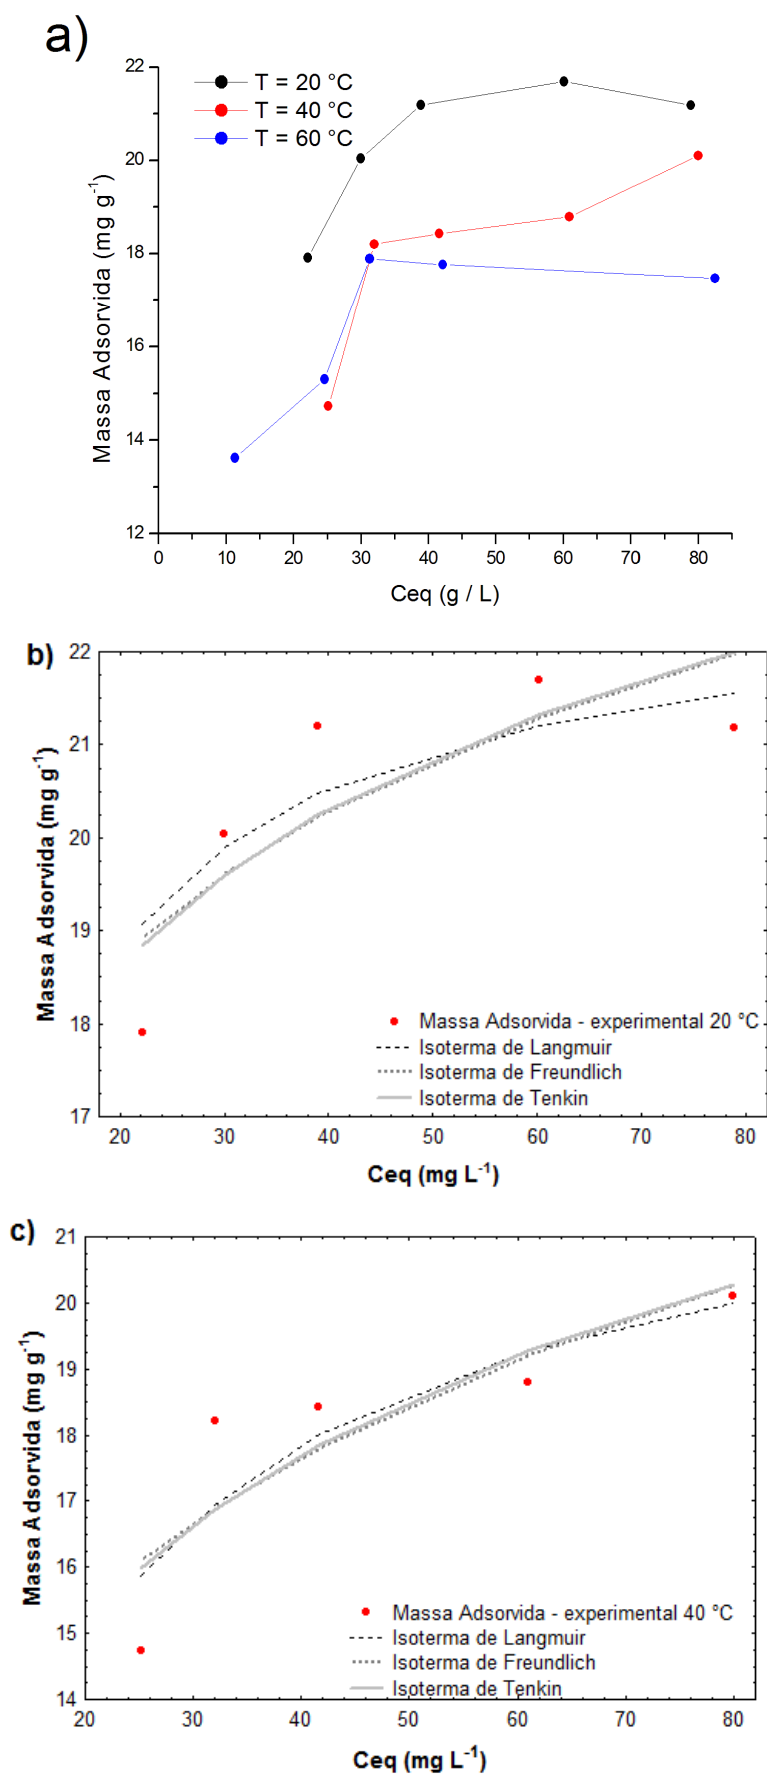 a)
T = 20 °C
T = 40 °C
T = 60 °C
22
20
18
16
14
12
Massa Adsorvida (mg g-1)
0 10 20 30 40 50 60 70 80
Ceq (g / L)
b)
22
21
20
19
18
17
Massa Adsorvida (mg g-1)
Massa Adsorvida - experimental 20 °C
Isoterma de Langmuir
Isoterma de Freundlich
Isoterma de Tenkin
20 30 40 50 60 70 80
Ceq (mg L-1)
c)
21
20
19
18
17
16
15
14
Massa Adsorvida (mg g-1)
Massa Adsorvida - experimental 40 °C
Isoterma de Langmuir
Isoterma de Freundlich
Isoterma de Tenkin
20 30 40 50 60 70 80
Ceq (mg L-1)